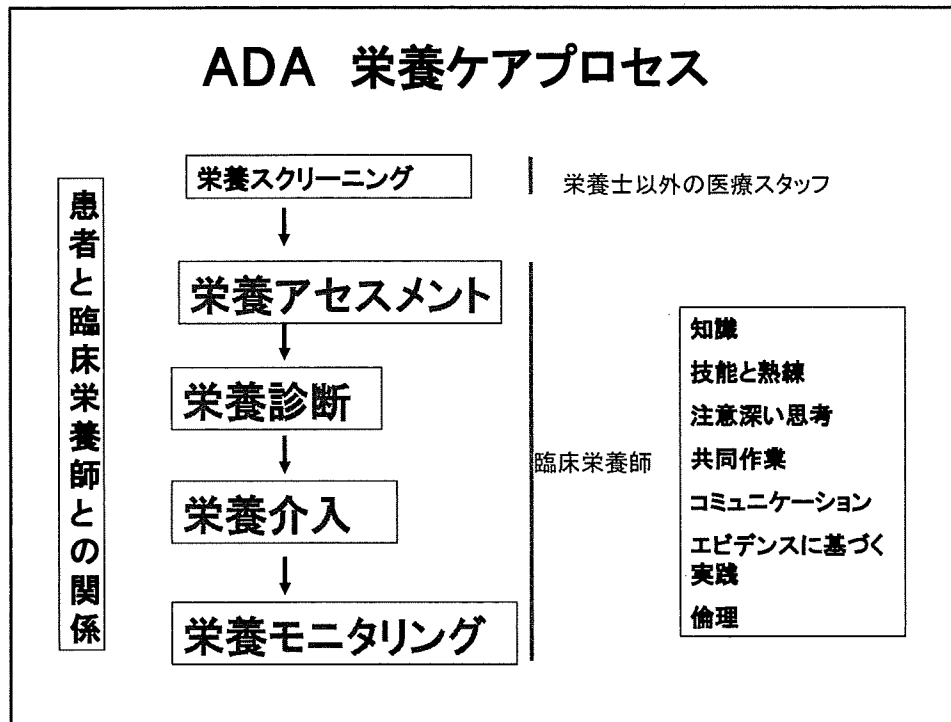 ADA 栄養ケアプロセス
患者と臨床栄養師との関係
栄養スクリーニング
栄養士以外の医療スタッフ
栄養アセスメント
栄養診断
栄養介入
栄養モニタリング
臨床栄養師
知識
技能と熟練
注意深い思考
共同作業
コミュニケーション
エビデンスに基づく
実践
倫理